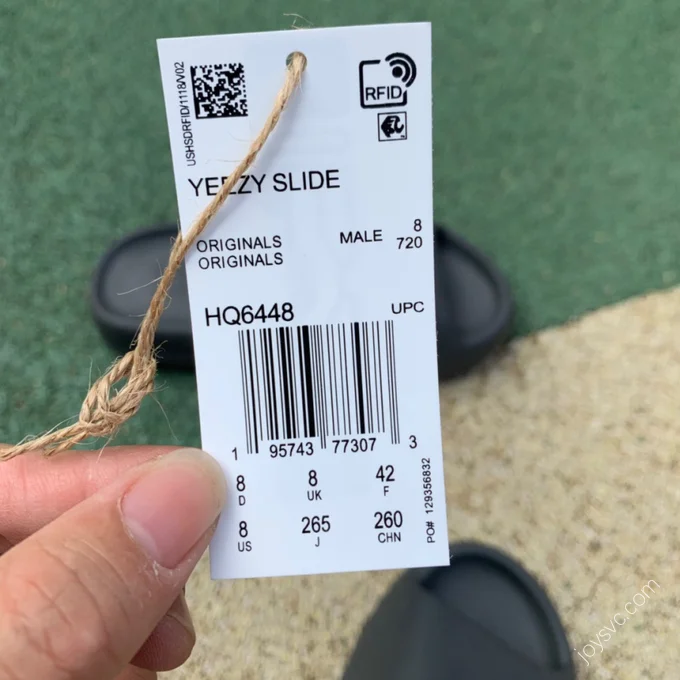 USHSDRFID/1118/V02
RFID
YEEZY SLIDE
ORIGINALS
ORIGINALS
MALE
8
720
HQ6448
UPC
1 95743 77307 3
8 8 42
D UK F
8 265 260
US J CHN
PO# 129356832
joysvc.com